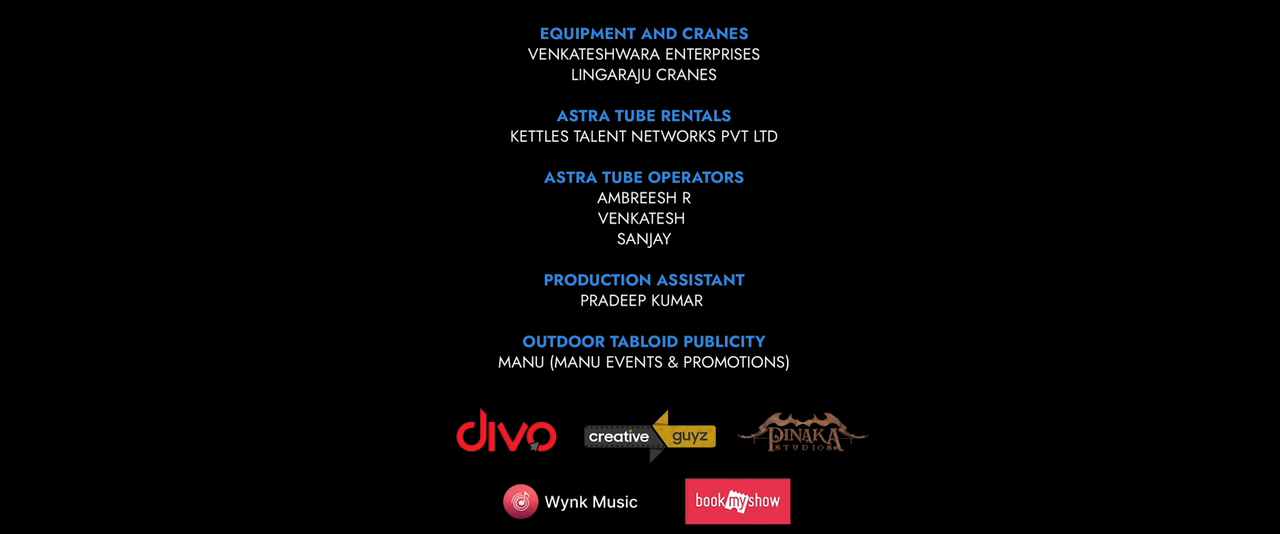 EQUIPMENT AND CRANES
VENKATESHWARA ENTERPRISES
LINGARAJU CRANES
ASTRA TUBE RENTALS
KETTLES TALENT NETWORKS PVT LTD
ASTRA TUBE OPERATORS
AMBREESH R
VENKATESH
SANJAY
PRODUCTION ASSISTANT
PRADEEP KUMAR
OUTDOOR TABLOID PUBLICITY
MANU (MANU EVENTS & PROMOTIONS)
divo creative guyz PINAKA
STUDIOS
Wynk Music bookmyshow